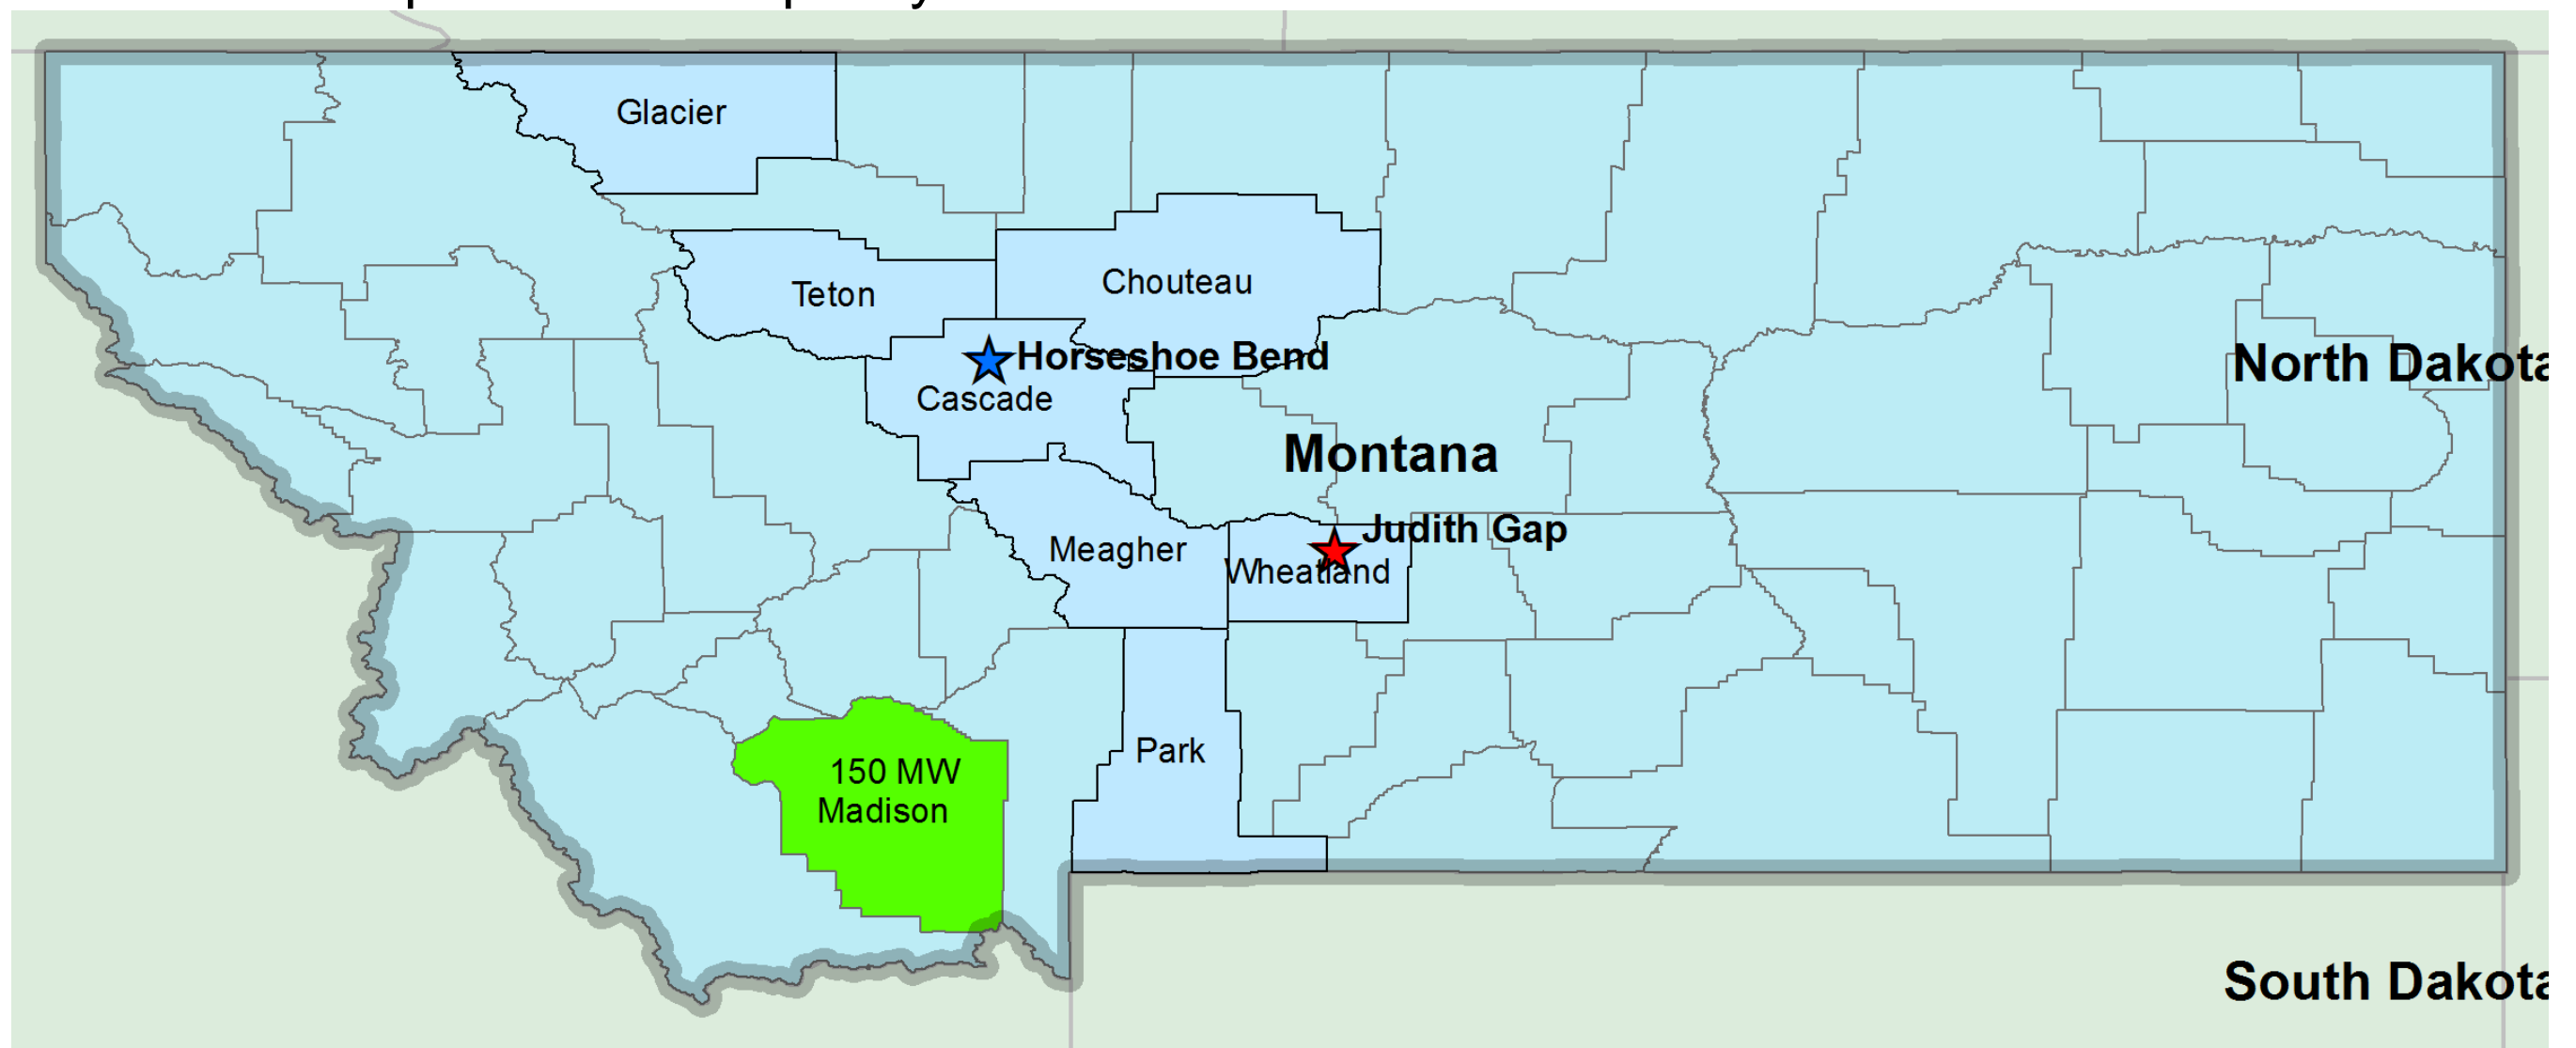 Glacier
Teton
Chouteau
Horseshoe Bend
Cascade
North Dakota
Montana
Judith Gap
Meagher
Wheatland
Park
150 MW
Madison
South Dakota